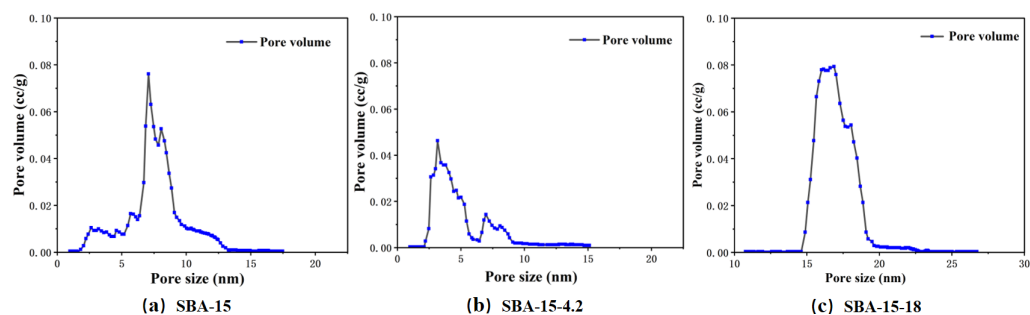 0.10
0.08
0.06
0.04
0.02
0.00
Pore volume (cc/g)
Pore volume
0 5 10 15 20
Pore size (nm)
(a) SBA-15
0.10
0.08
0.06
0.04
0.02
0.00
Pore volume (cc/g)
Pore volume
0 5 10 15 20
Pore size (nm)
(b) SBA-15-4.2
0.10
0.08
0.06
0.04
0.02
0.00
Pore volume (cc/g)
Pore volume
10 15 20 25 30
Pore size (nm)
(c) SBA-15-18